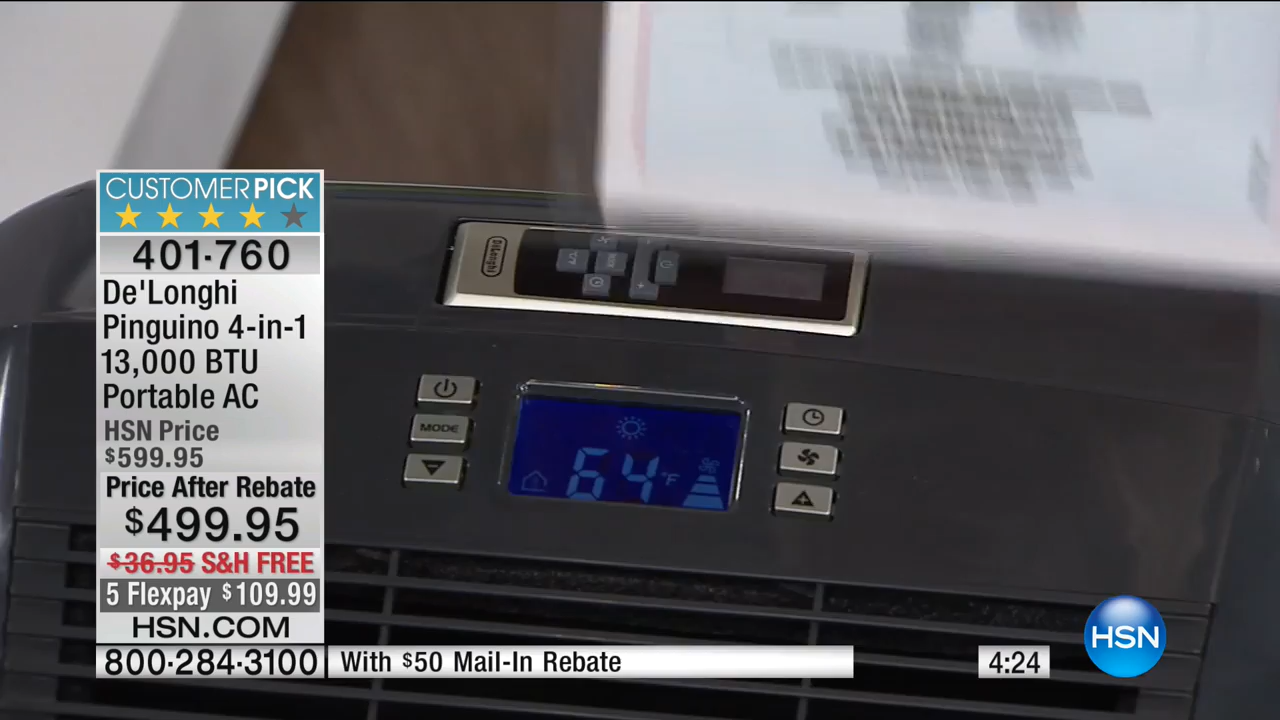 CUSTOMER PICK
401·760
De'Longhi
Pinguino 4-in-1
13,000 BTU
Portable AC
HSN Price
$599.95
Price After Rebate
$499.95
$36.95 S&H FREE
5 Flexpay $109.99
HSN.COM
800·284·3100
With $50 Mail-In Rebate
4:24
HSN
DēLonghi
MODE
64°F